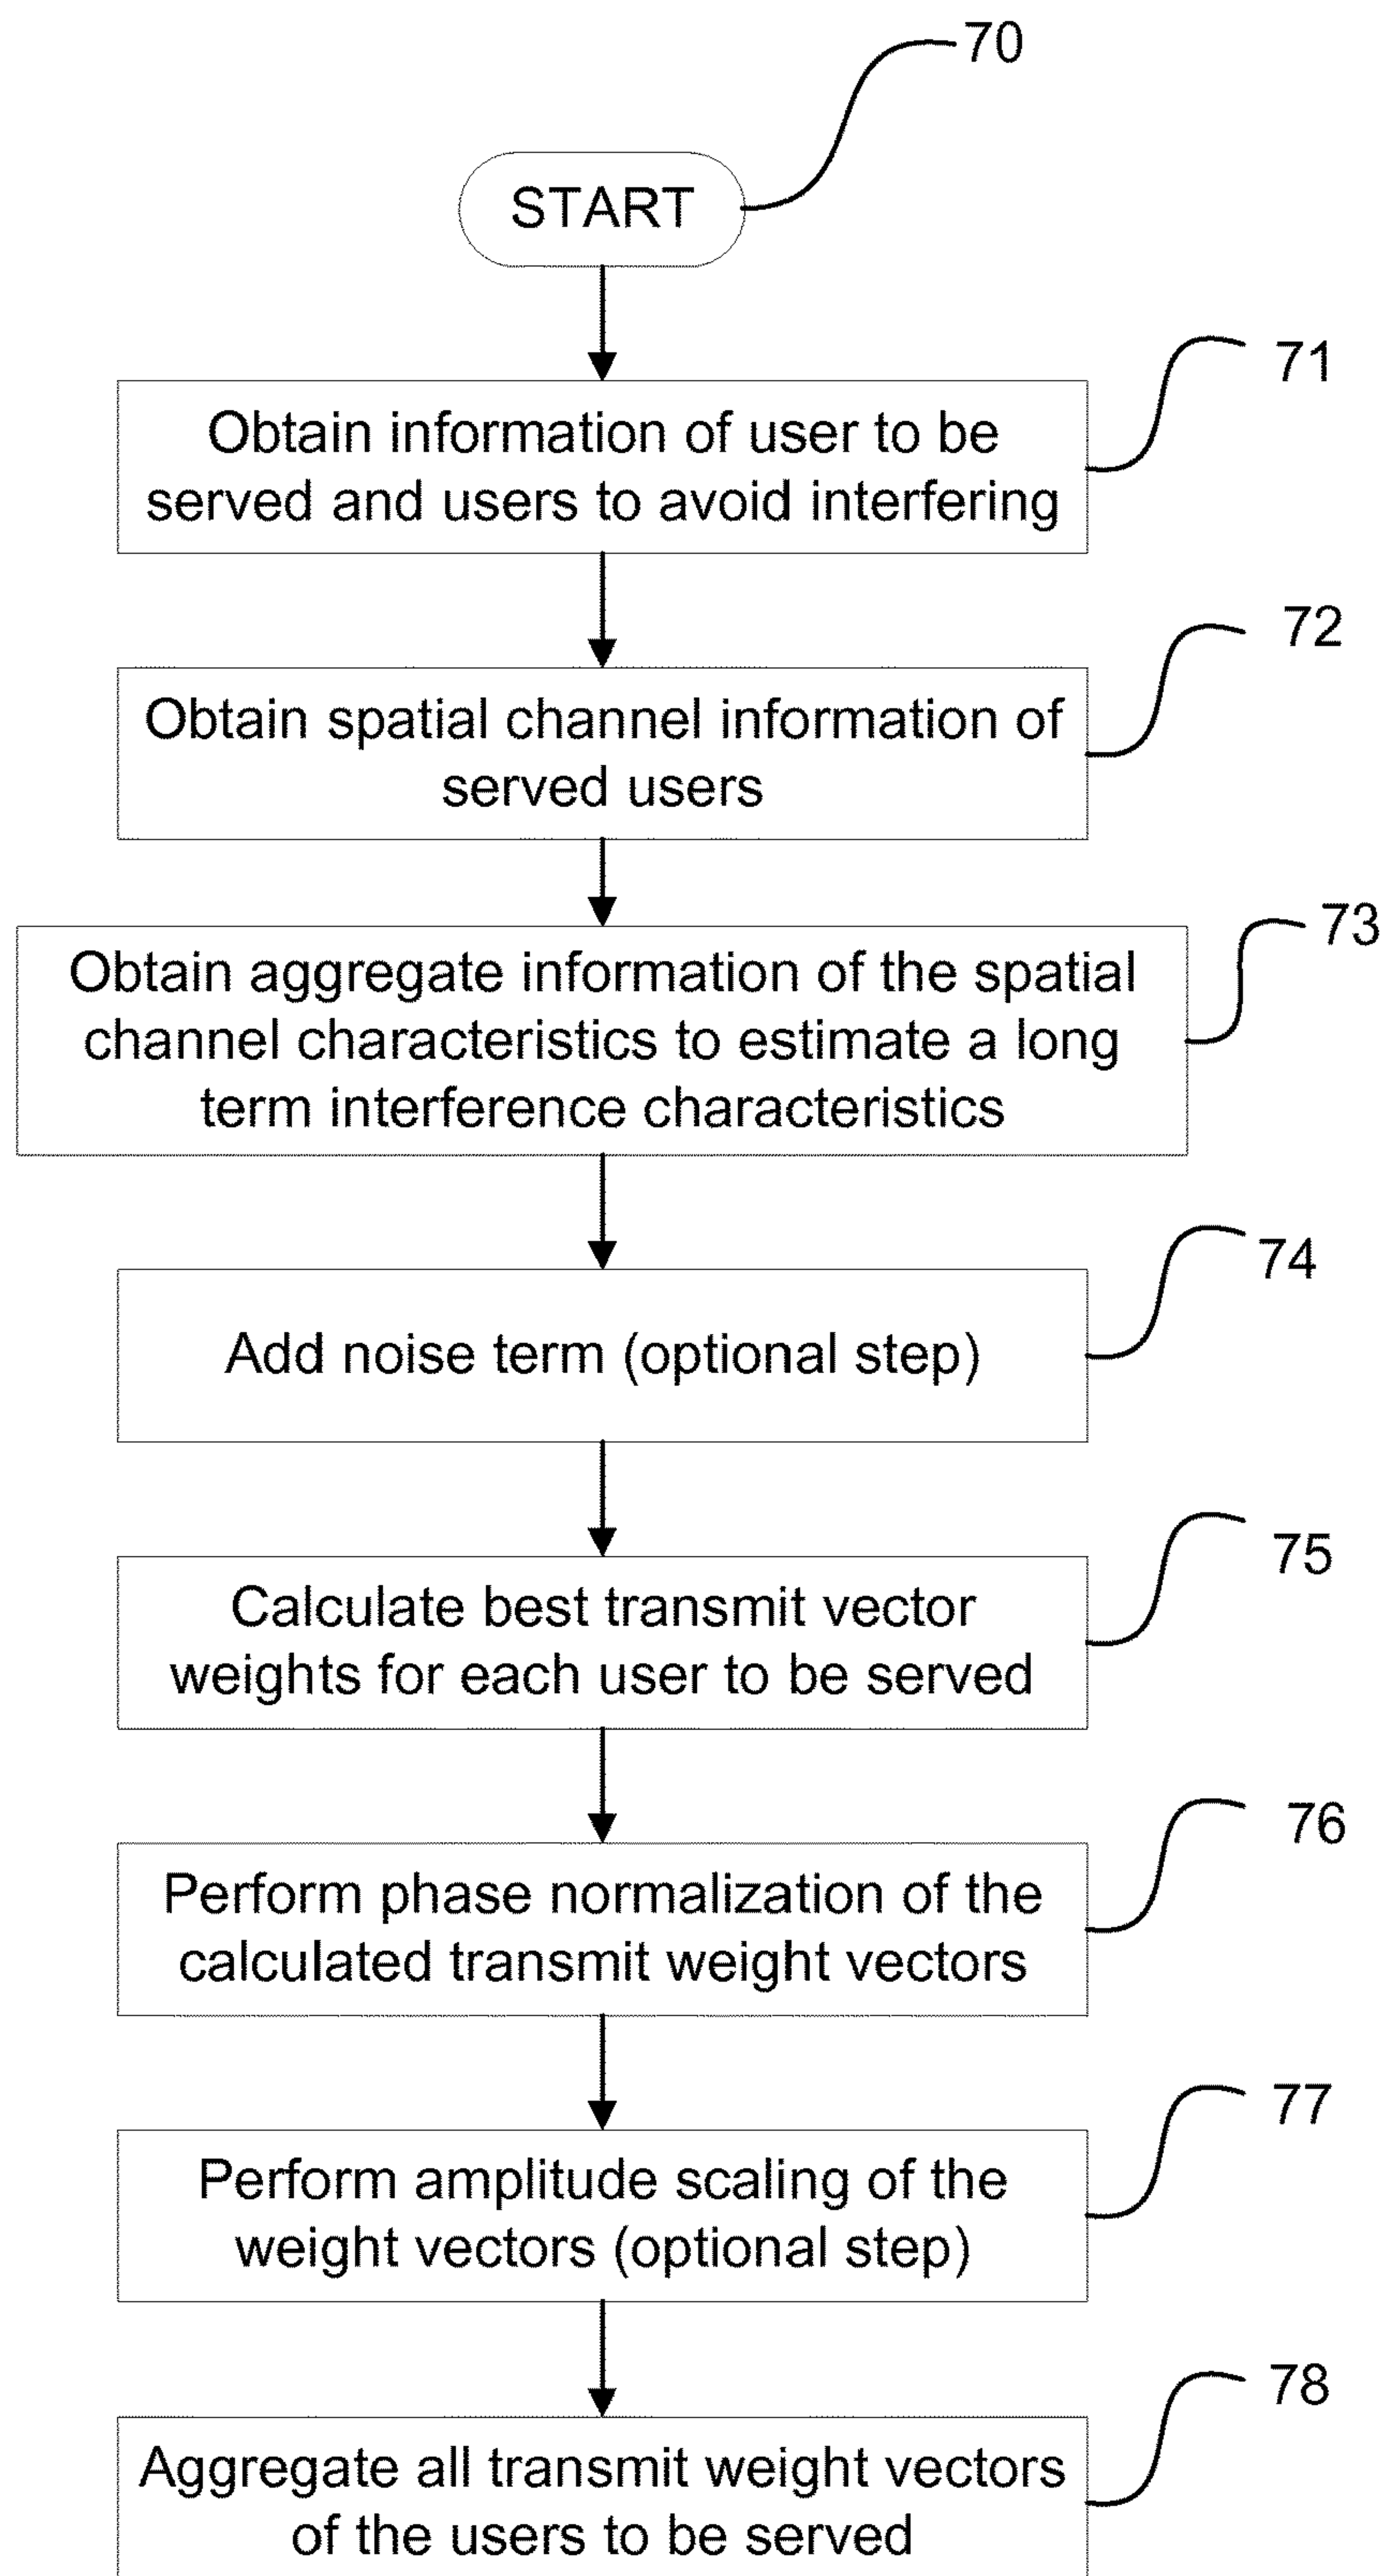 70
START
71
Obtain information of user to be
served and users to avoid interfering
72
Obtain spatial channel information of
served users
73
Obtain aggregate information of the spatial
channel characteristics to estimate a long
term interference characteristics
74
Add noise term (optional step)
75
Calculate best transmit vector
weights for each user to be served
76
Perform phase normalization of the
calculated transmit weight vectors
77
Perform amplitude scaling of the
weight vectors (optional step)
78
Aggregate all transmit weight vectors
of the users to be served